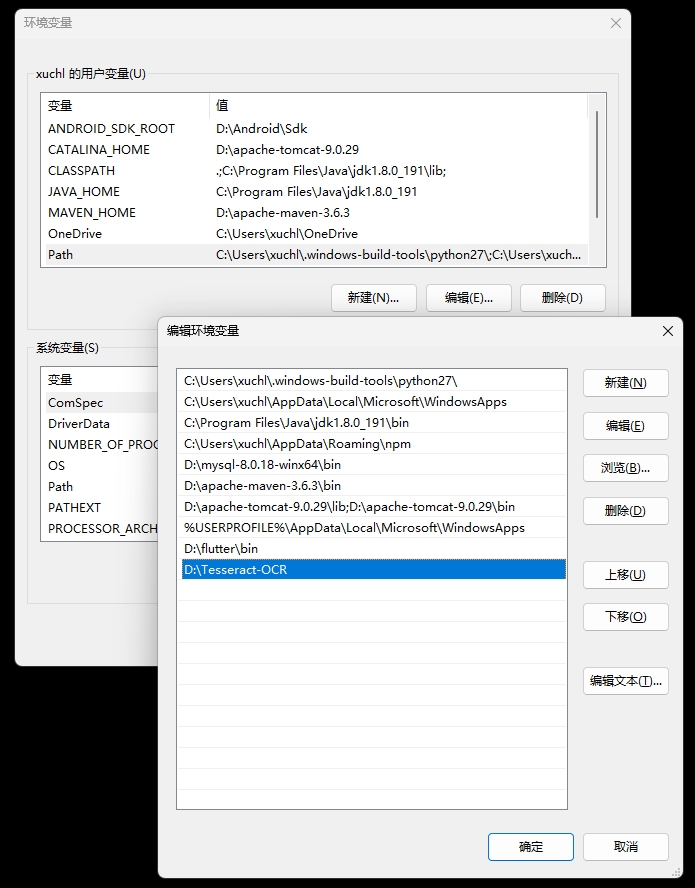 环境变量
xuchl 的用户变量(U)
变量 值
ANDROID_SDK_ROOT D:\Android\Sdk
CATALINA_HOME D:\apache-tomcat-9.0.29
CLASSPATH .;C:\Program Files\Java\jdk1.8.0_191\lib;
JAVA_HOME C:\Program Files\Java\jdk1.8.0_191
MAVEN_HOME D:\apache-maven-3.6.3
OneDrive C:\Users\xuchl\OneDrive
Path C:\Users\xuchl\.windows-build-tools\python27\;C:\Users\xuch...
新建(N)... 编辑(E)... 删除(D)
系统变量(S)
变量
ComSpec
DriverData
NUMBER_OF_PROC
OS
Path
PATHEXT
PROCESSOR_ARCH
编辑环境变量
C:\Users\xuchl\.windows-build-tools\python27\
C:\Users\xuchl\AppData\Local\Microsoft\WindowsApps
C:\Program Files\Java\jdk1.8.0_191\bin
C:\Users\xuchl\AppData\Roaming\npm
D:\mysql-8.0.18-winx64\bin
D:\apache-maven-3.6.3\bin
D:\apache-tomcat-9.0.29\lib;D:\apache-tomcat-9.0.29\bin
%USERPROFILE%\AppData\Local\Microsoft\WindowsApps
D:\flutter\bin
D:\Tesseract-OCR
新建(N)
编辑(E)
浏览(B)...
删除(D)
上移(U)
下移(O)
编辑文本(T)...
确定 取消